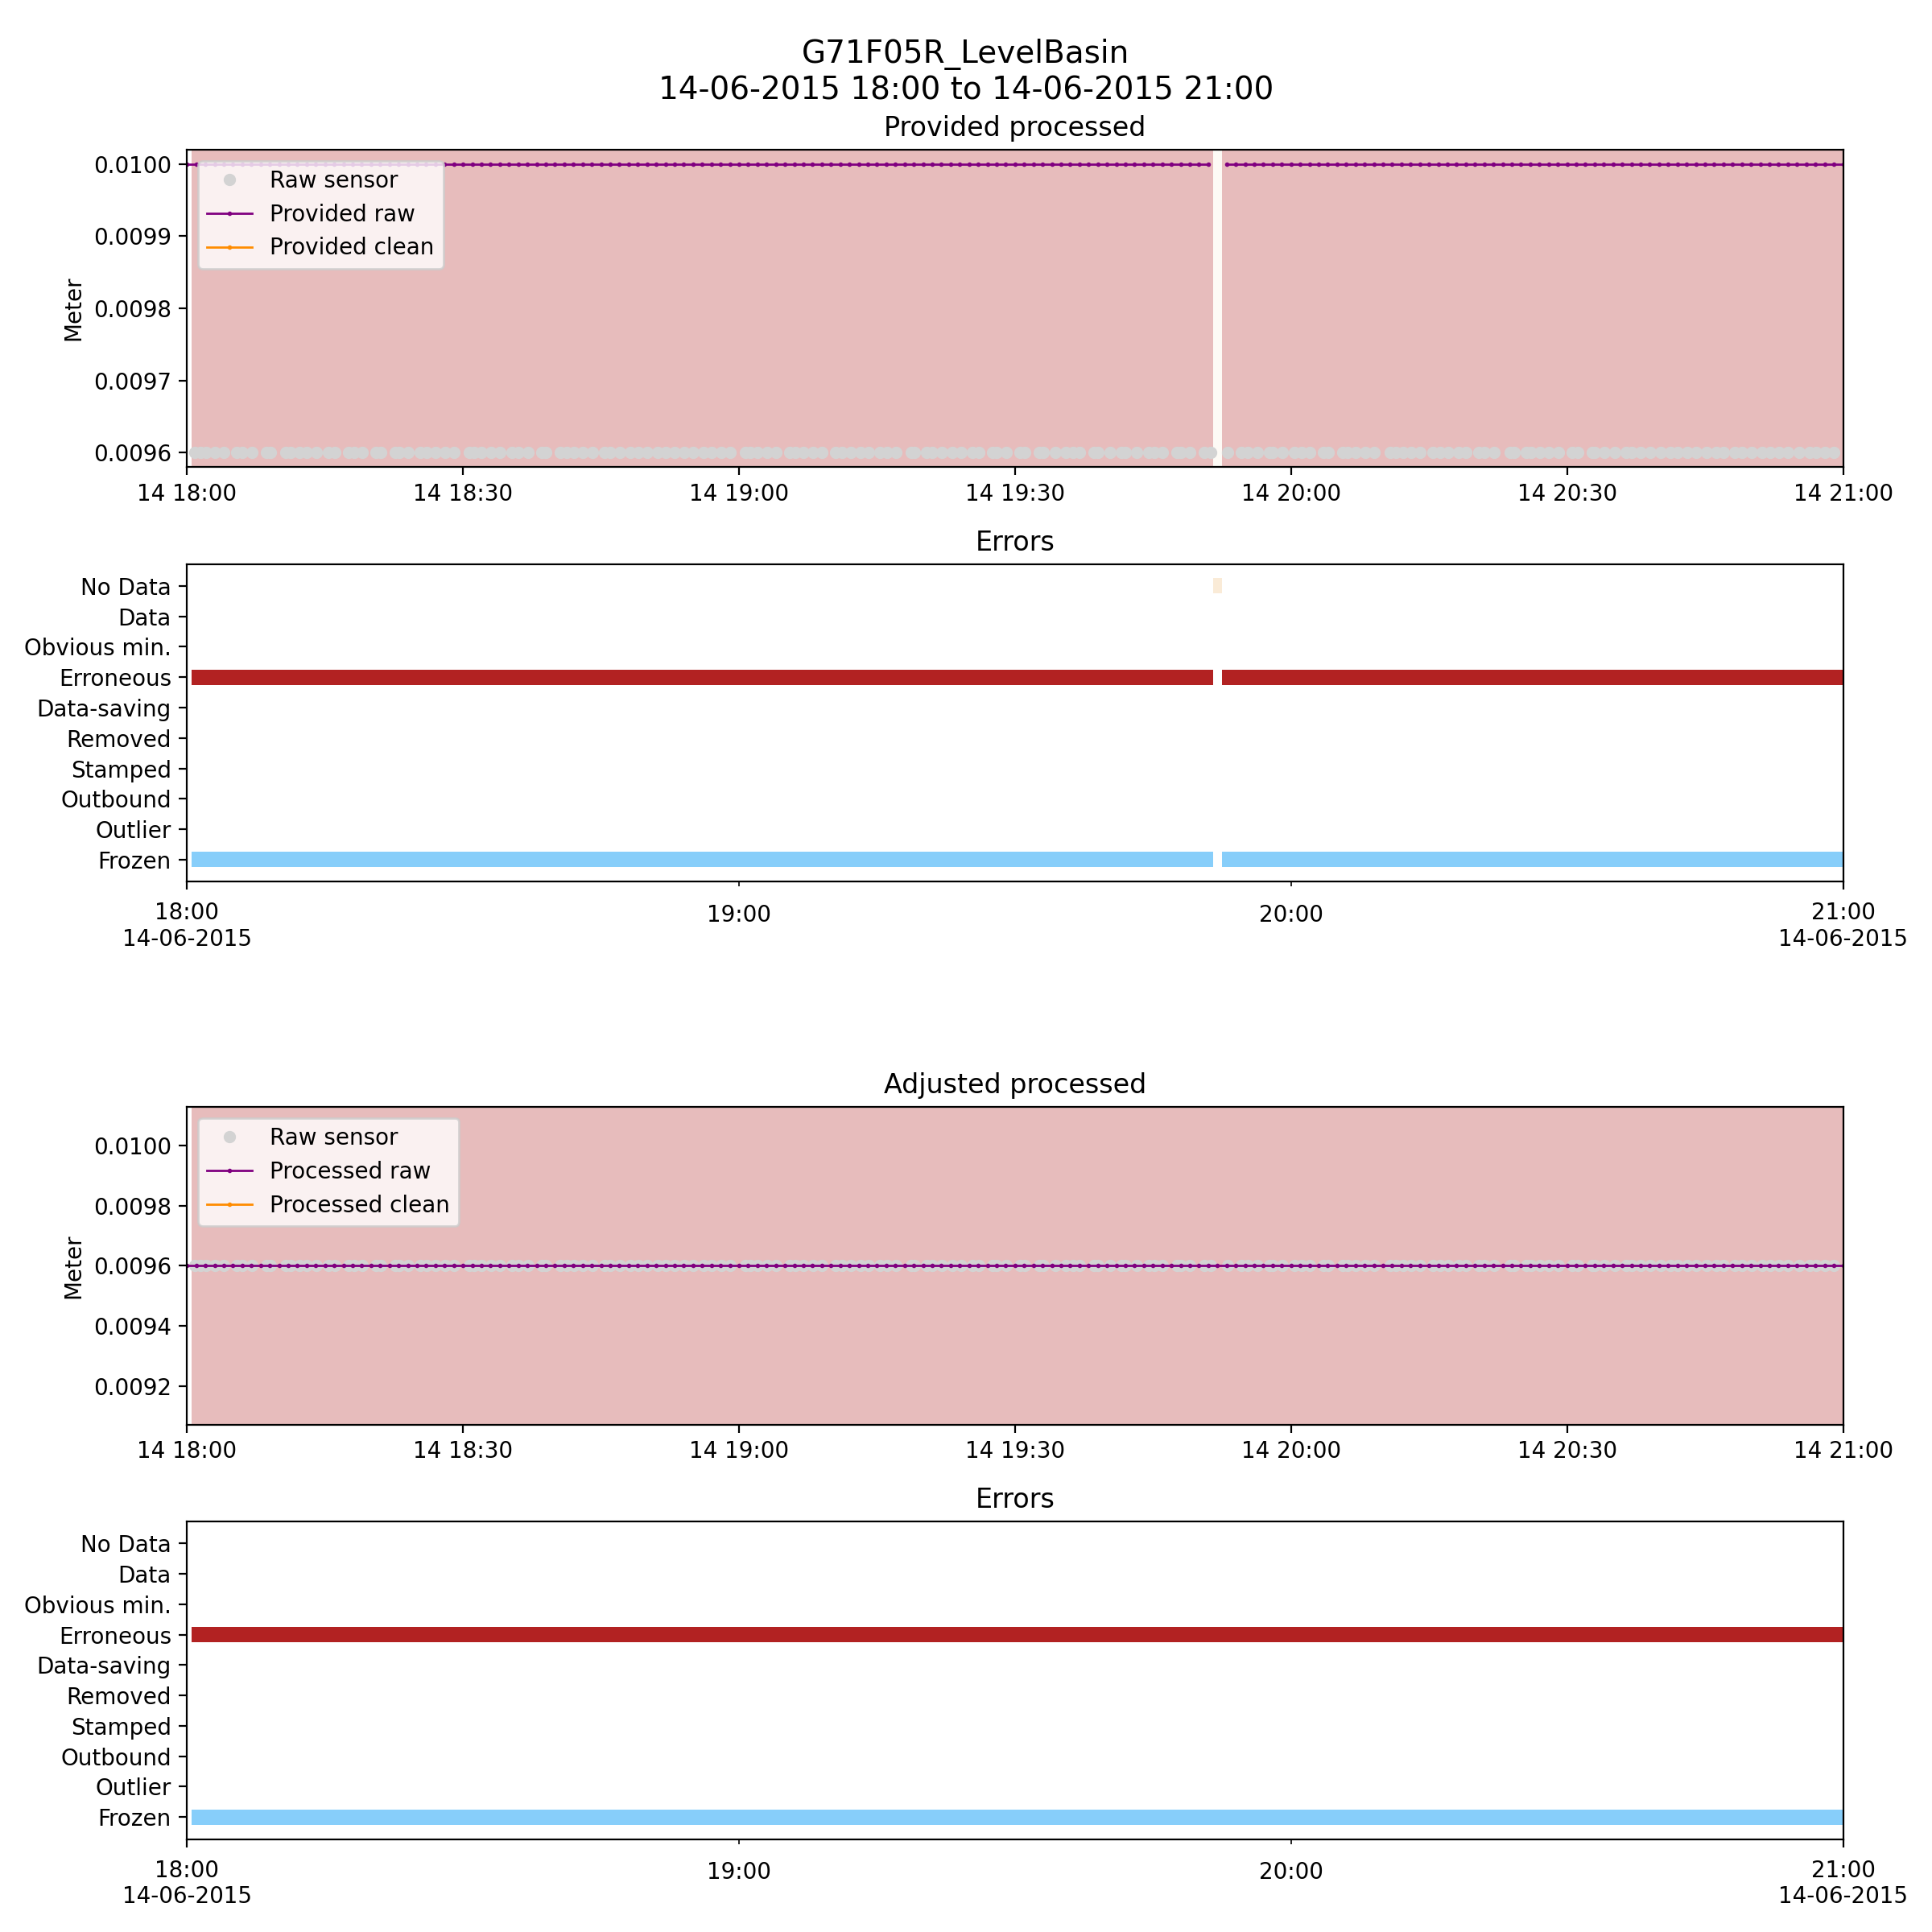 G71F05R_LevelBasin
14-06-2015 18:00 to 14-06-2015 21:00
Provided processed
0.0100
0.0099
0.0098
0.0097
0.0096
Meter
Raw sensor
Provided raw
Provided clean
14 18:00 14 18:30 14 19:00 14 19:30 14 20:00 14 20:30 14 21:00
Errors
No Data
Data
Obvious min.
Erroneous
Data-saving
Removed
Stamped
Outbound
Outlier
Frozen
18:00 19:00 20:00 21:00
14-06-2015 14-06-2015
Adjusted processed
0.0100
0.0098
0.0096
0.0094
0.0092
Meter
Raw sensor
Processed raw
Processed clean
14 18:00 14 18:30 14 19:00 14 19:30 14 20:00 14 20:30 14 21:00
Errors
No Data
Data
Obvious min.
Erroneous
Data-saving
Removed
Stamped
Outbound
Outlier
Frozen
18:00 19:00 20:00 21:00
14-06-2015 14-06-2015